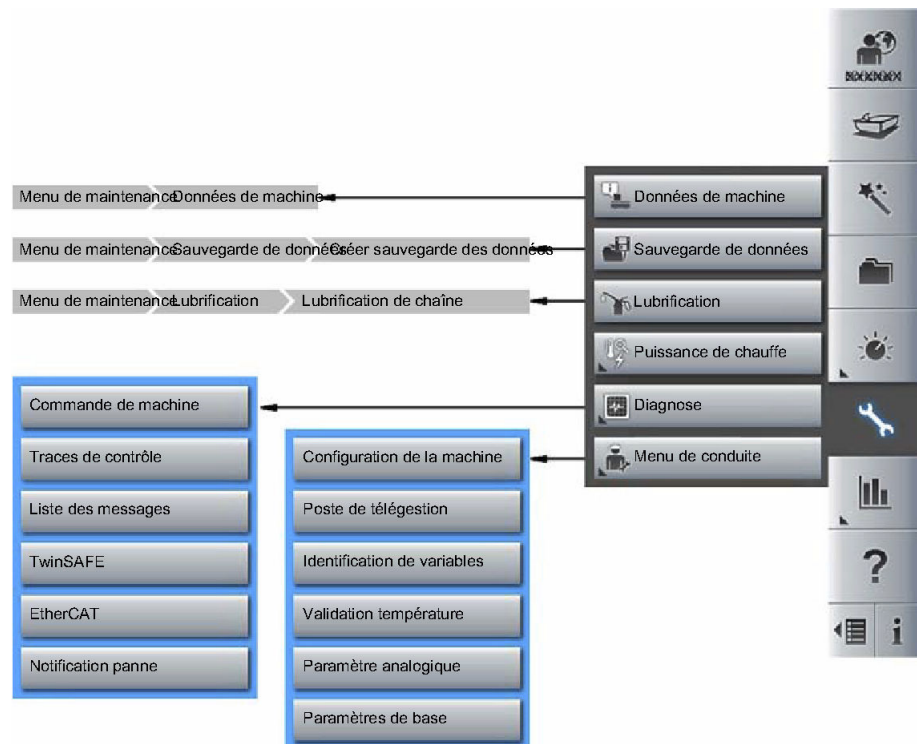 Menu de maintenance Données de machine
Menu de maintenance Sauvegarde de données Créer sauvegarde des données
Menu de maintenance Lubrification Lubrification de chaîne
Données de machine
Sauvegarde de données
Lubrification
Puissance de chauffe
Diagnose
Menu de conduite
Commande de machine
Traces de contrôle
Liste des messages
TwinSAFE
EtherCAT
Notification panne
Configuration de la machine
Poste de télégestion
Identification de variables
Validation température
Paramètre analogique
Paramètres de base
?
i